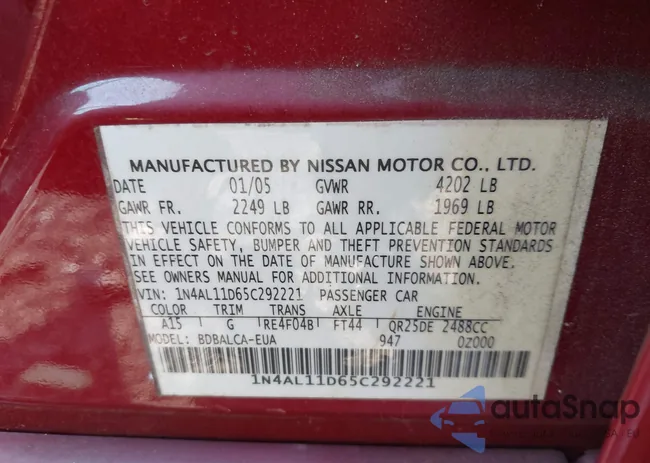 MANUFACTURED BY NISSAN MOTOR CO., LTD.
DATE 01/05 GVWR 4202 LB
GAWR FR. 2249 LB GAWR RR. 1969 LB
THIS VEHICLE CONFORMS TO ALL APPLICABLE FEDERAL MOTOR
VEHICLE SAFETY, BUMPER AND THEFT PREVENTION STANDARDS
IN EFFECT ON THE DATE OF MANUFACTURE SHOWN ABOVE.
SEE OWNERS MANUAL FOR ADDITIONAL INFORMATION.
VIN: 1N4AL11D65C292221 PASSENGER CAR
COLOR TRIM TRANS AXLE ENGINE
A15 G RE4F04B FT44 QR25DE 2488CC
MODEL: BDBALCA-EUA 947 0Z000
1N4AL11D65C292221
autoSnap